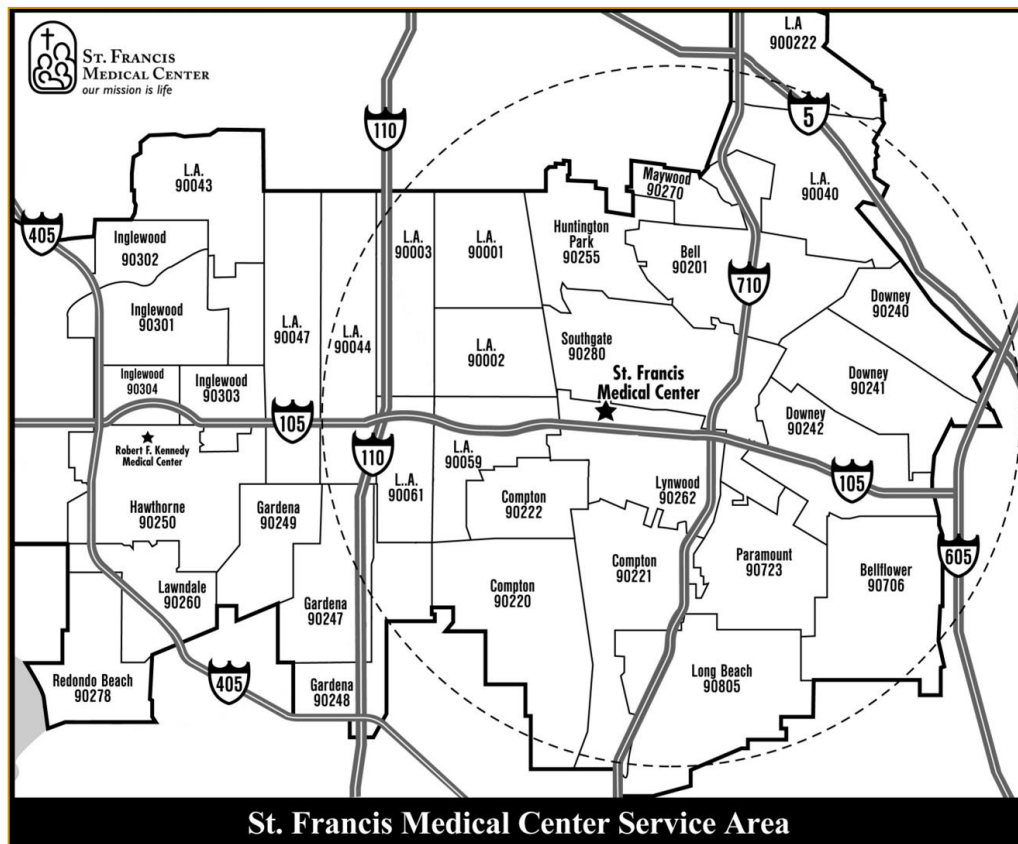 St. Francis
Medical Center
our mission is life
L.A
900222
5
110
L.A.
90043
Maywood
90270
L.A.
90040
405
Inglewood
90302
L.A.
90003
L.A.
90001
Huntington
Park
90255
Bell
90201
710
Downey
90240
Inglewood
90301
L.A.
90047
L.A.
90044
L.A.
90002
Southgate
90280
Downey
90241
Inglewood
90304
Inglewood
90303
St. Francis
Medical Center
Downey
90242
105
110
Robert F. Kennedy
Medical Center
L.A.
90059
L..A.
90061
105
Hawthorne
90250
Gardena
90249
Compton
90222
Lynwood
90262
605
Lawndale
90260
Gardena
90247
Compton
90220
Compton
90221
Paramount
90723
Bellflower
90706
Redondo Beach
90278
405
Gardena
90248
Long Beach
90805
St. Francis Medical Center Service Area